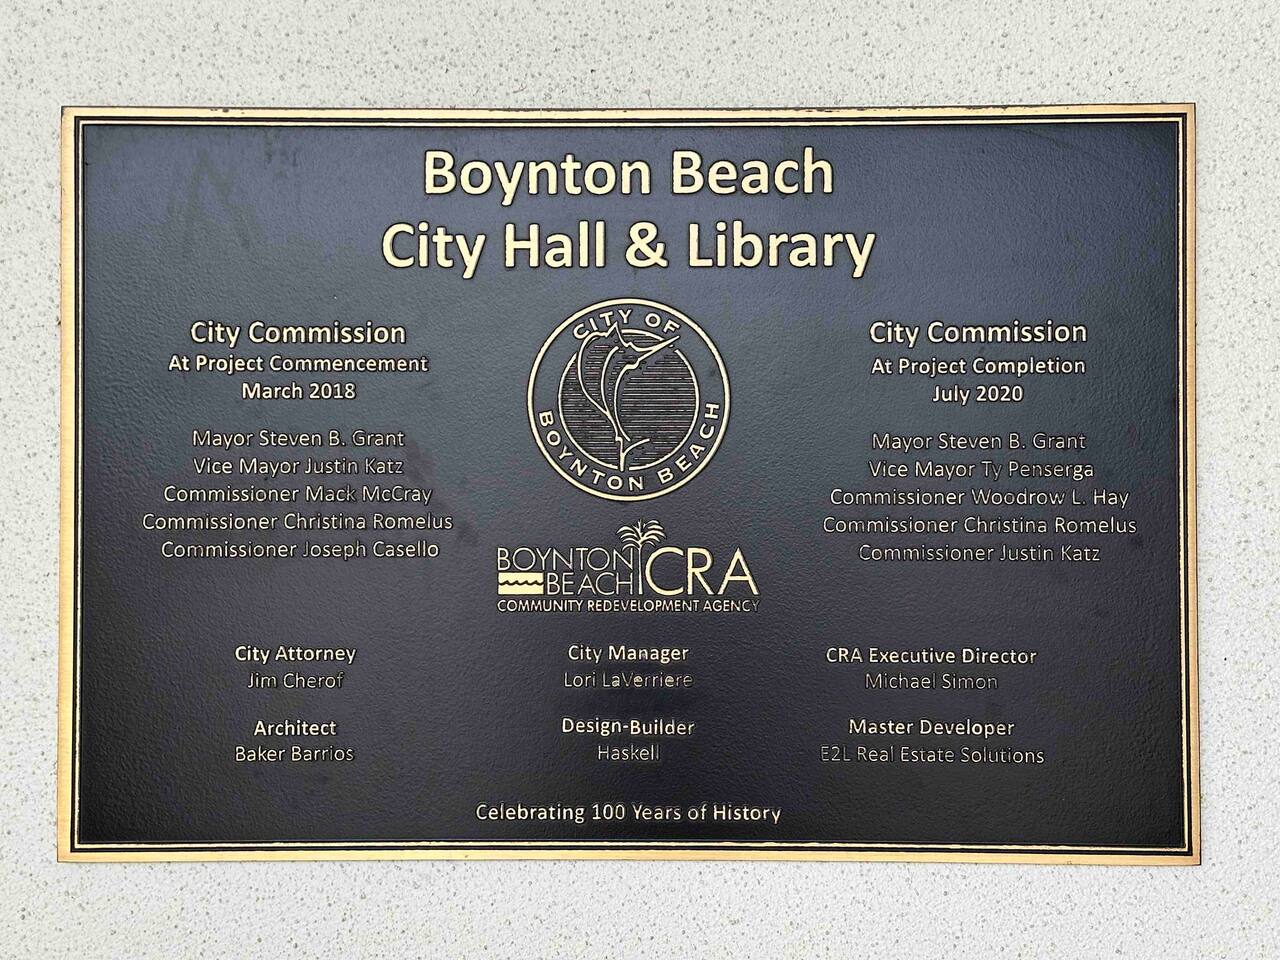 Boynton Beach
City Hall & Library
City Commission
At Project Commencement
March 2018
Mayor Steven B. Grant
Vice Mayor Justin Katz
Commissioner Mack McCray
Commissioner Christina Romelus
Commissioner Joseph Casello
CITY OF
BOYNTON BEACH
BOYNTON
BEACH
CRA
COMMUNITY REDEVELOPMENT AGENCY
City Commission
At Project Completion
July 2020
Mayor Steven B. Grant
Vice Mayor Ty Penserga
Commissioner Woodrow L. Hay
Commissioner Christina Romelus
Commissioner Justin Katz
City Attorney
Jim Cherof
City Manager
Lori LaVerriere
CRA Executive Director
Michael Simon
Architect
Baker Barrios
Design-Builder
Haskell
Master Developer
E2L Real Estate Solutions
Celebrating 100 Years of History